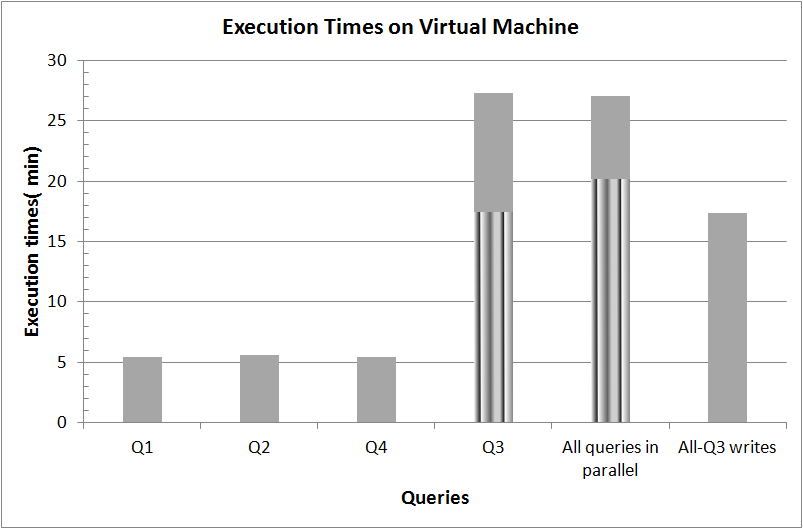 Execution Times on Virtual Machine
30
25
20
15
10
5
0
Execution times( min)
Q1
Q2
Q4
Q3
All queries in
parallel
All-Q3 writes
Queries